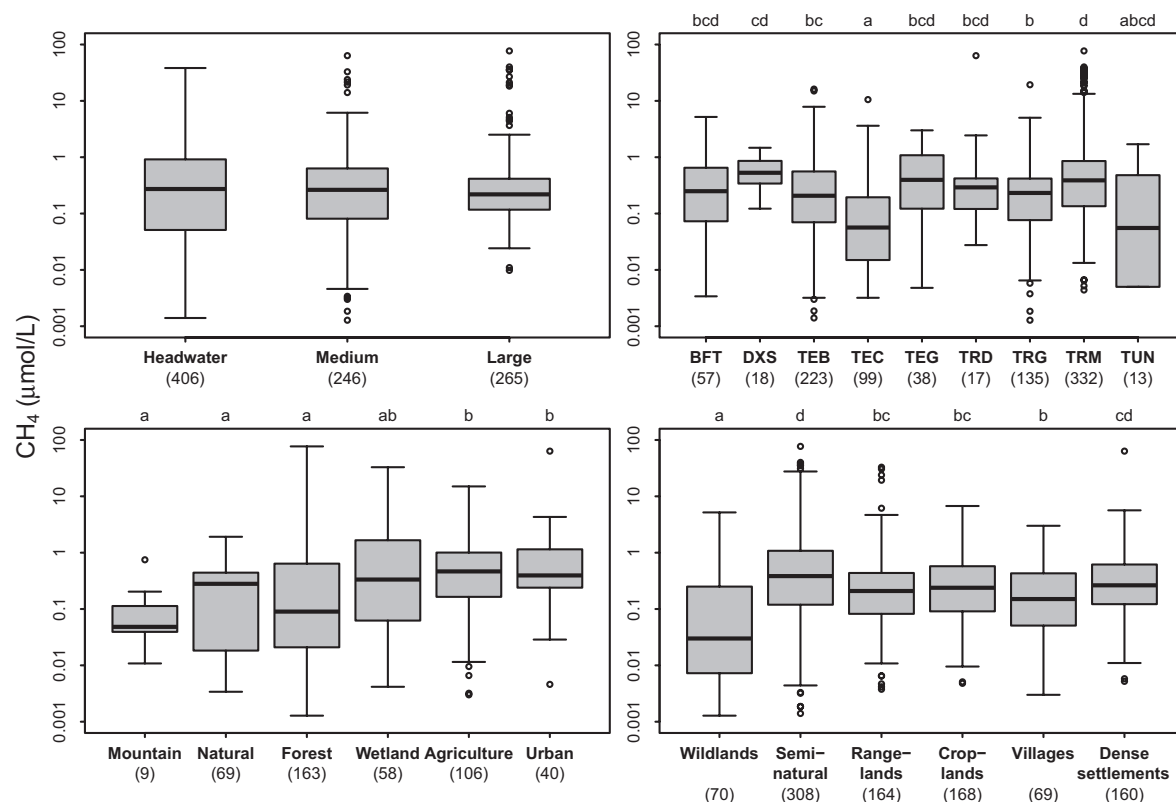 bcd cd bc a bcd bcd b d abcd
100
10
1
0.1
0.01
0.001
Headwater Medium Large
(406) (246) (265)
100
10
1
0.1
0.01
0.001
BFT DXS TEB TEC TEG TRD TRG TRM TUN
(57) (18) (223) (99) (38) (17) (135) (332) (13)
CH₄ (μmol/L)
a a a ab b b
100
10
1
0.1
0.01
0.001
Mountain Natural Forest Wetland Agriculture Urban
(9) (69) (163) (58) (106) (40)
a d bc bc b cd
100
10
1
0.1
0.01
0.001
Wildlands Semi− Range− Crop− Villages Dense
natural lands lands settlements
(70) (308) (164) (168) (69) (160)